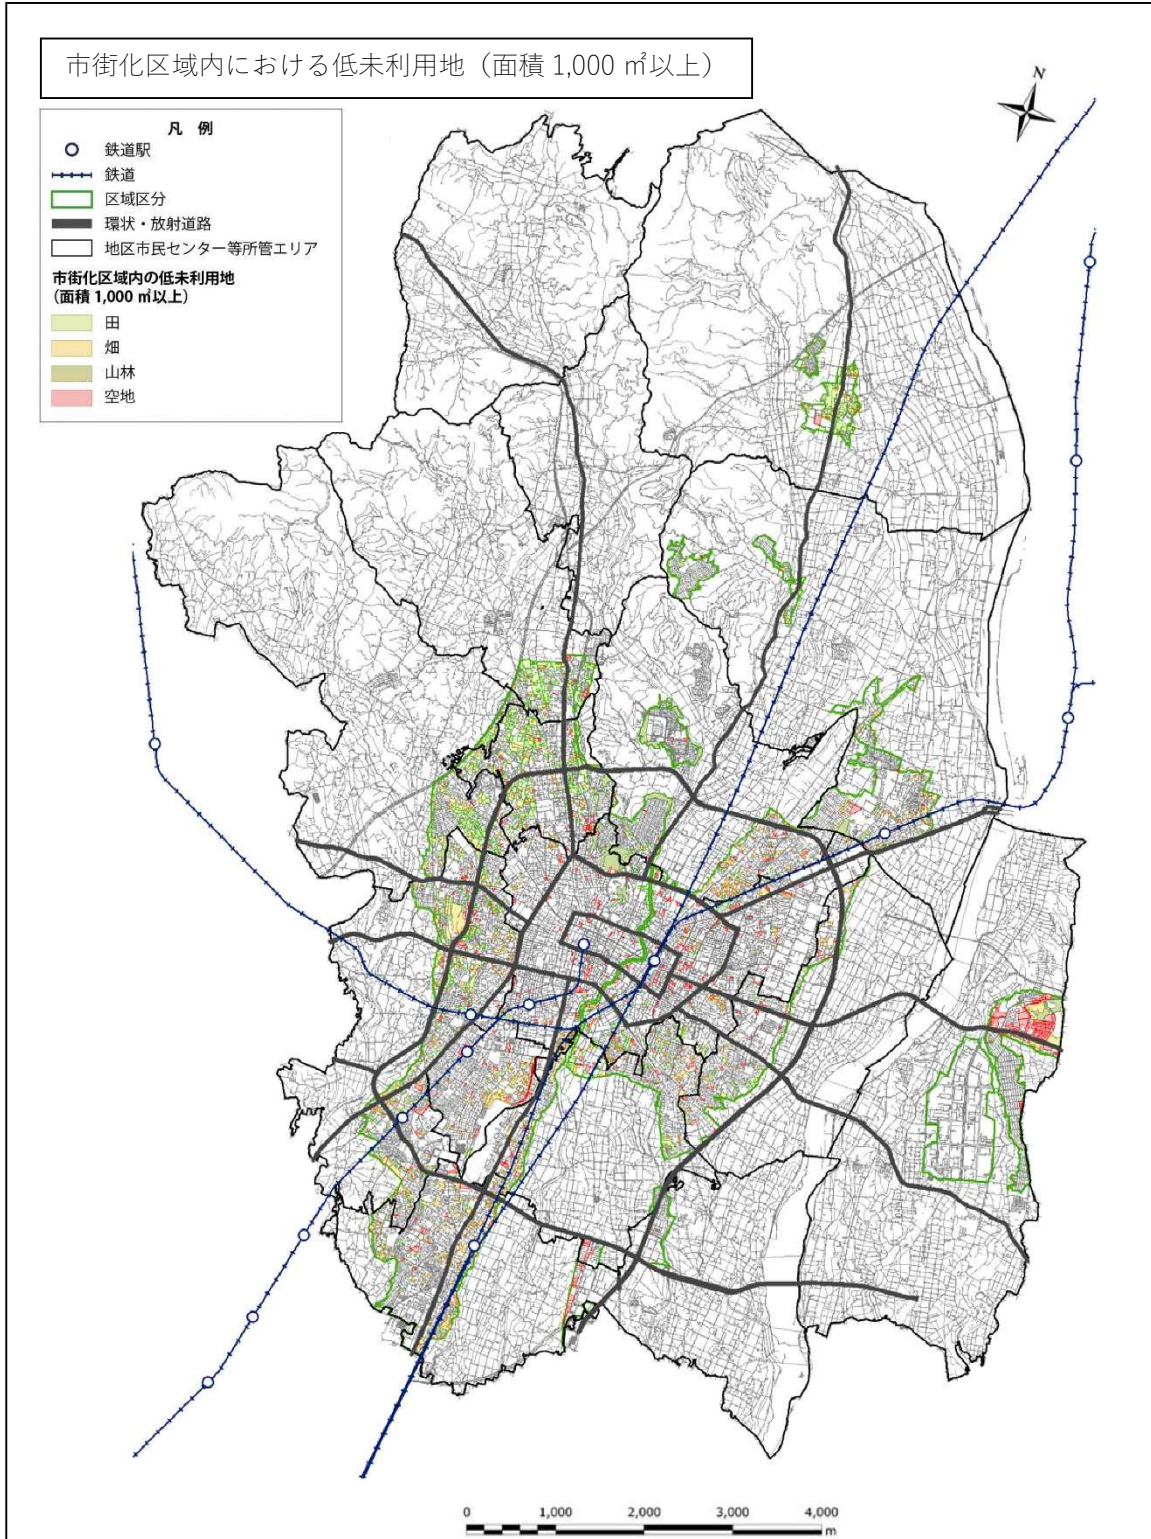 市街化区域内における低未利用地（面積 1,000 ㎡以上）
N
凡 例
鉄道駅
鉄道
区域区分
環状・放射道路
地区市民センター等所管エリア
市街化区域内の低未利用地
（面積 1,000 ㎡以上）
田
畑
山林
空地
0 1,000 2,000 3,000 4,000
m